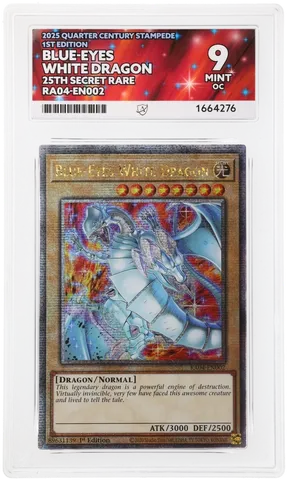 2025 QUARTER CENTURY STAMPEDE
1ST EDITION
BLUE-EYES
WHITE DRAGON
25TH SECRET RARE
RA04-EN002
9
MINT
OC
1664276
BLUE-EYES WHITE DRAGON
[DRAGON/NORMAL]
This legendary dragon is a powerful engine of destruction.
Virtually invincible, very few have faced this awesome creature
and lived to tell the tale.
ATK/3000 DEF/2500
1st Edition